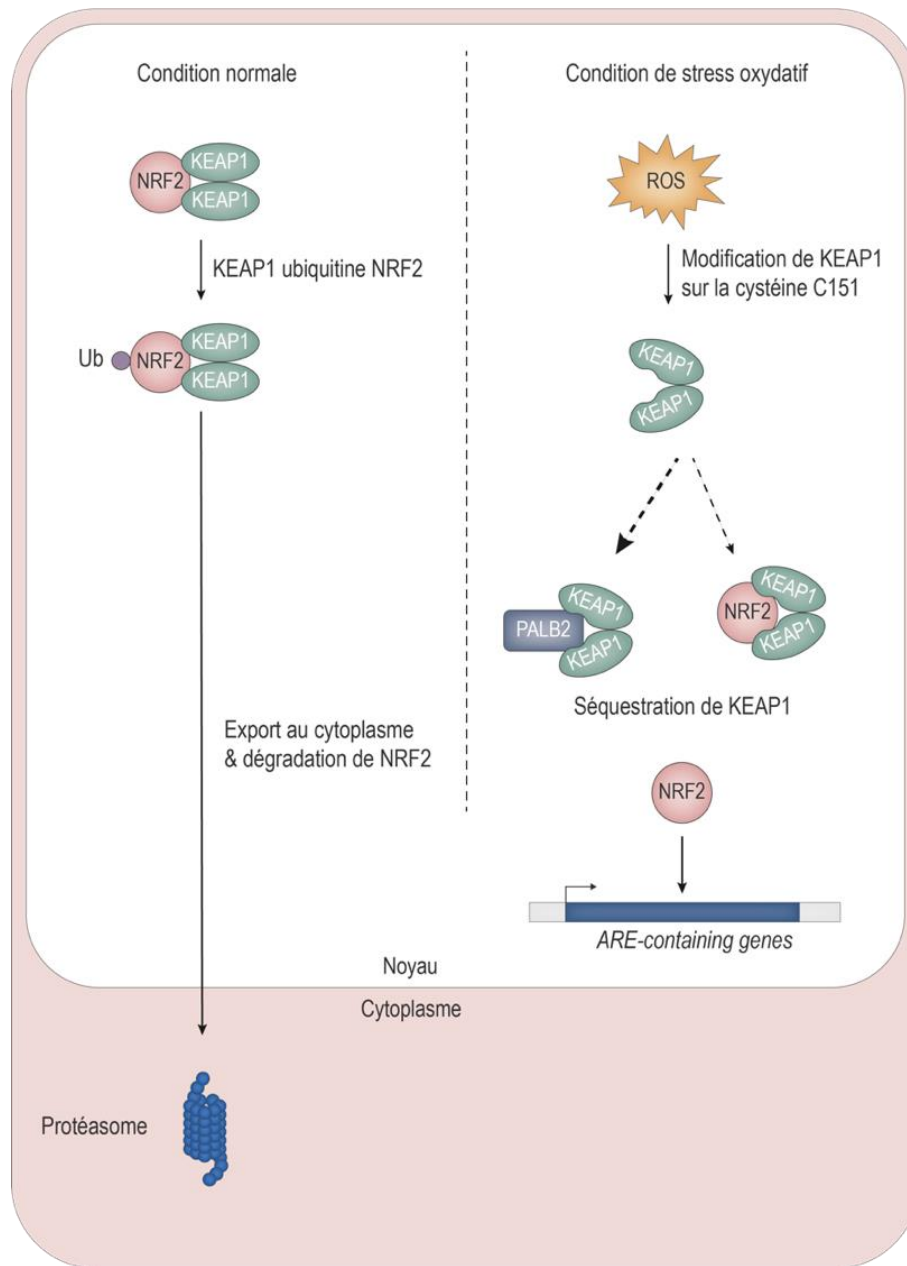 Condition normale
NRF2
KEAP1
KEAP1
KEAP1 ubiquitine NRF2
Ub
NRF2
KEAP1
KEAP1
Export au cytoplasme
& dégradation de NRF2
Condition de stress oxydatif
ROS
Modification de KEAP1
sur la cystéine C151
KEAP1
KEAP1
PALB2
KEAP1
KEAP1
NRF2
KEAP1
KEAP1
Séquestration de KEAP1
NRF2
ARE-containing genes
Noyau
Cytoplasme
Protéasome